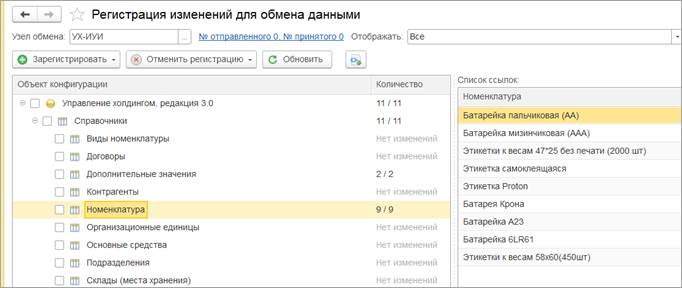 Регистрация изменений для обмена данными
Узел обмена: УХ-ИУИ ... № отправленного 0, № принятого 0 Отображать: Все
Зарегистрировать Отменить регистрацию Обновить
Объект конфигурации Количество
Управление холдингом, редакция 3.0 11 / 11
Справочники 11 / 11
Виды номенклатуры Нет изменений
Договоры Нет изменений
Дополнительные значения 2 / 2
Контрагенты Нет изменений
Номенклатура 9 / 9
Организационные единицы Нет изменений
Основные средства Нет изменений
Подразделения Нет изменений
Склады (места хранения) Нет изменений
Список ссылок:
Номенклатура
Батарейка пальчиковая (АА)
Батарейка мизинчиковая (ААА)
Этикетки к весам 47*25 без печати (2000 шт)
Этикетка самоклеящаяся
Этикетка Proton
Батарея Крона
Батарейка А23
Батарейка 6LR61
Этикетки к весам 58х60(450шт)